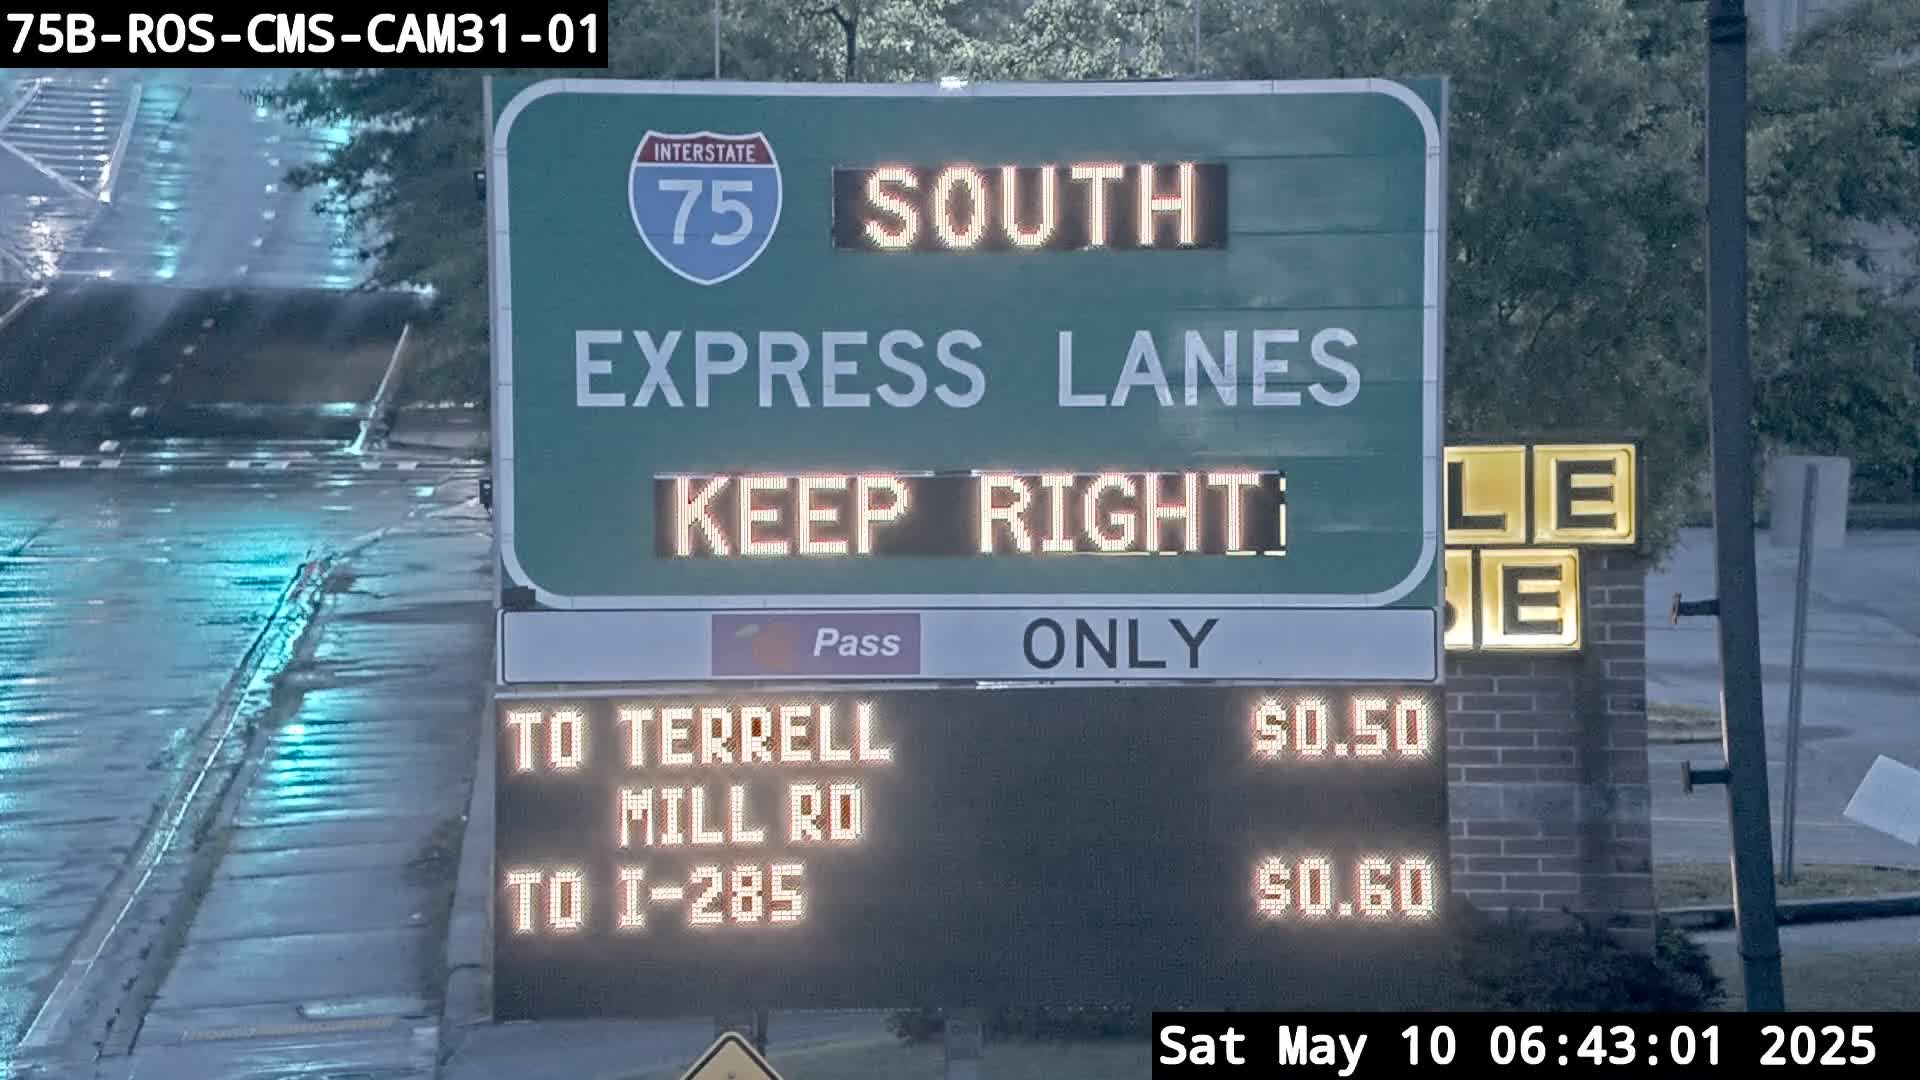 75B-ROS-CMS-CAM31-01
INTERSTATE
75
SOUTH
EXPRESS LANES
KEEP RIGHT
Pass ONLY
LE
E
TO TERRELL $0.50
MILL RD
TO I-285 $0.60
Sat May 10 06:43:01 2025